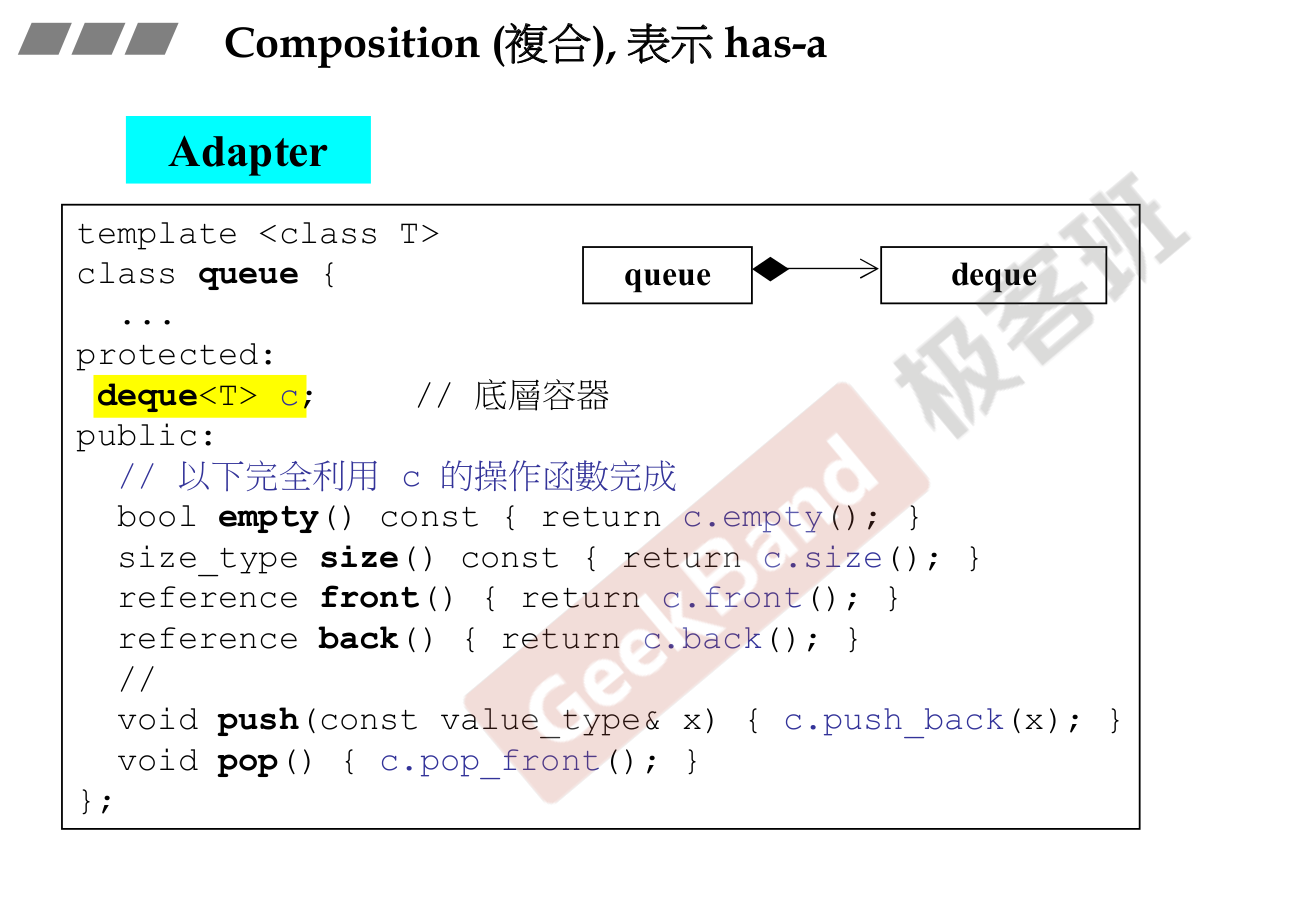 Composition (複合), 表示 has-a
Adapter
template <class T>
class queue {
...
protected:
deque<T> c; // 底層容器
public:
// 以下完全利用 c 的操作函數完成
bool empty() const { return c.empty(); }
size_type size() const { return c.size(); }
reference front() { return c.front(); }
reference back() { return c.back(); }
//
void push(const value_type& x) { c.push_back(x); }
void pop() { c.pop_front(); }
};
queue
deque
GeekBand 极客班